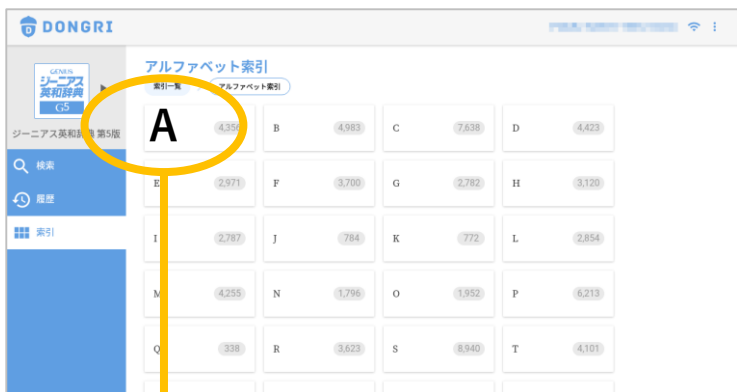 DONGRI
GENIUS
ジーニアス
英和辞典
G5
ジーニアス英和辞典 第5版
検索
履歴
索引
アルファベット索引
索引一覧 アルファベット索引
A 4,356 B 4,983 C 7,638 D 4,423
E 2,971 F 3,700 G 2,782 H 3,120
I 2,787 J 784 K 772 L 2,854
M 4,255 N 1,796 O 1,952 P 6,213
Q 338 R 3,623 S 8,940 T 4,101